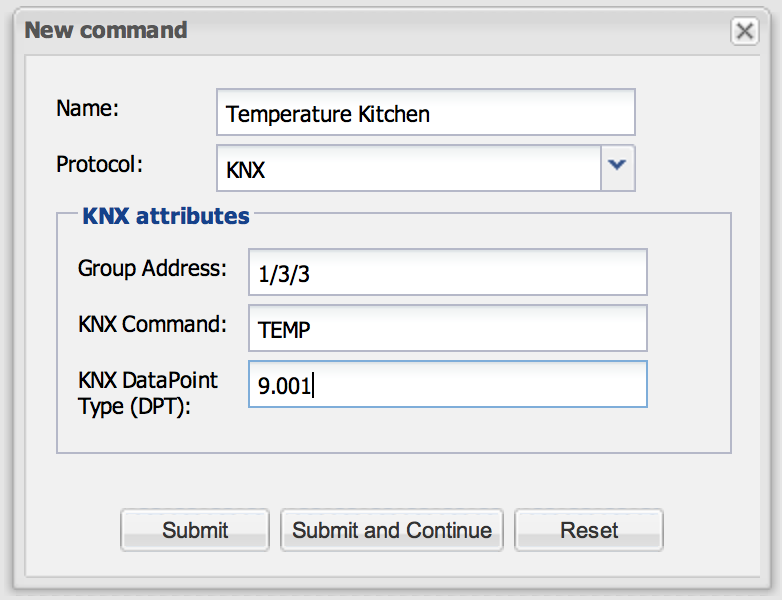 New command
Name:
Temperature Kitchen
Protocol:
KNX
KNX attributes
Group Address:
1/3/3
KNX Command:
TEMP
KNX DataPoint
Type (DPT):
9.001
Submit
Submit and Continue
Reset